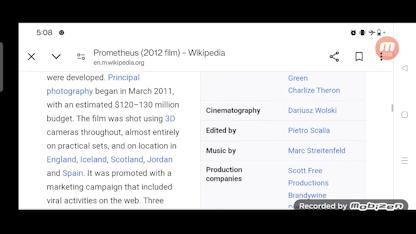 5:08
Prometheus (2012 film) – Wikipedia
en.m.wikipedia.org
were developed. Principal
photography began in March 2011,
with an estimated $120–130 million
budget. The film was shot using 3D
cameras throughout, almost entirely
on practical sets, and on location in
England, Iceland, Scotland, Jordan
and Spain. It was promoted with a
marketing campaign that included
viral activities on the web. Three
Green
Charlize Theron
Cinematography Dariusz Wolski
Edited by Pietro Scalia
Music by Marc Streitenfeld
Production
companies
Scott Free
Productions
Brandywine
Recorded by Mobizen